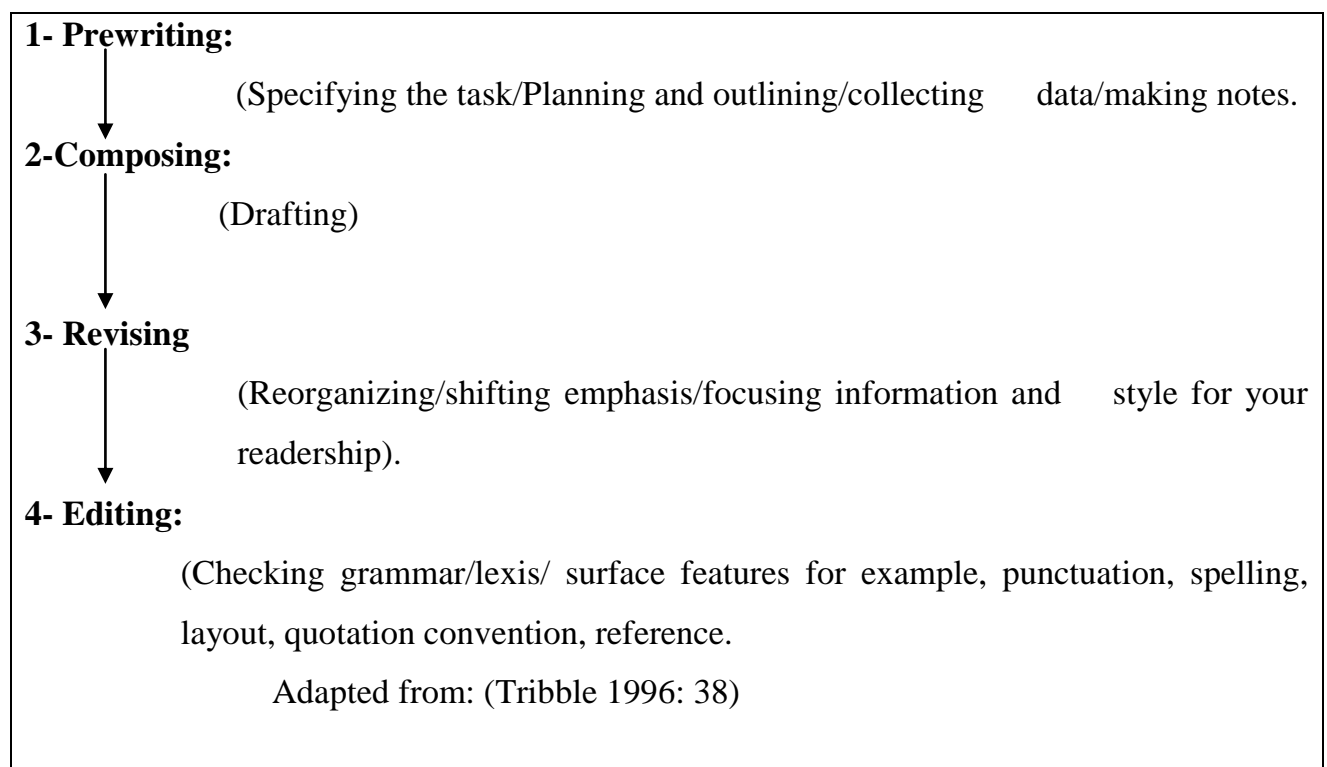 1- Prewriting:
(Specifying the task/Planning and outlining/collecting data/making notes.
2-Composing:
(Drafting)
3- Revising
(Reorganizing/shifting emphasis/focusing information and style for your
readership).
4- Editing:
(Checking grammar/lexis/ surface features for example, punctuation, spelling,
layout, quotation convention, reference.
Adapted from: (Tribble 1996: 38)